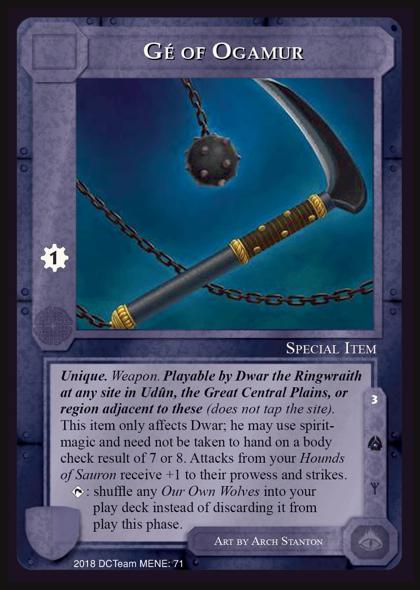 Gé of Ogamur
1
Special Item
Unique. Weapon. Playable by Dwar the Ringwraith
at any site in Udûn, the Great Central Plains, or
region adjacent to these (does not tap the site).
This item only affects Dwar; he may use spirit-
magic and need not be taken to hand on a body
check result of 7 or 8. Attacks from your Hounds
of Sauron receive +1 to their prowess and strikes.
: shuffle any Our Own Wolves into your
play deck instead of discarding it from
play this phase.
3
Art by Arch Stanton
2018 DCTeam MENE: 71